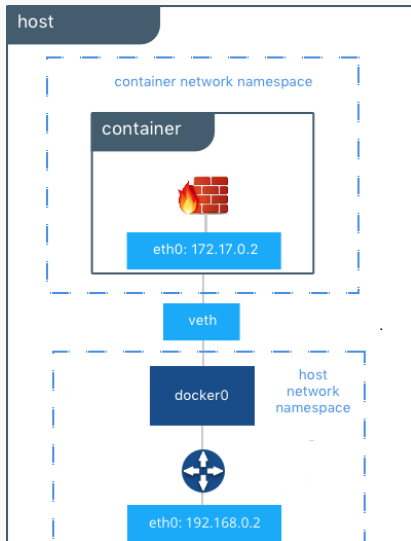 host
container network namespace
container
eth0: 172.17.0.2
veth
host
network
namespace
docker0
eth0: 192.168.0.2